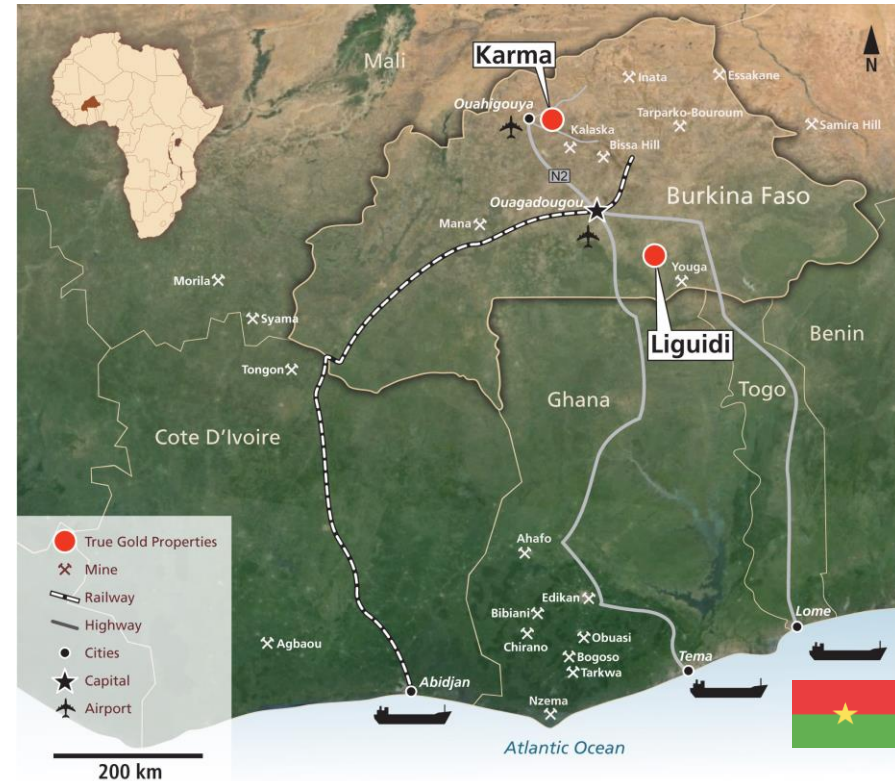 Mali
Karma
N
Inata
Essakane
Ouahigouya
Tarparko-Bouroum
Samira Hill
Kalaska
Bissa Hill
N2
Burkina Faso
Ouagadougou
Mana
Morila
Youga
Syama
Liguidi
Benin
Tongon
Togo
Ghana
Cote D'Ivoire
True Gold Properties
Mine
Railway
Highway
Cities
Capital
Airport
Ahafo
Edikan
Bibiani
Lome
Chirano
Obuasi
Agbaou
Bogoso
Tema
Tarkwa
Abidjan
Nzema
Atlantic Ocean
200 km